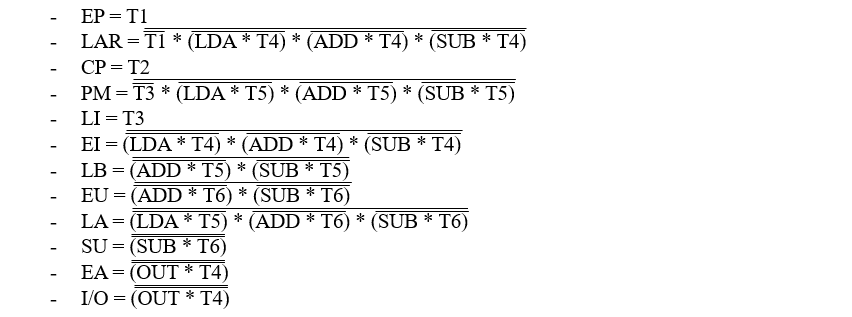 - EP = T1
- LAR = T1 * (LDA * T4) * (ADD * T4) * (SUB * T4)
- CP = T2
- PM = T3 * (LDA * T5) * (ADD * T5) * (SUB * T5)
- LI = T3
- EI = (LDA * T4) * (ADD * T4) * (SUB * T4)
- LB = (ADD * T5) * (SUB * T5)
- EU = (ADD * T6) * (SUB * T6)
- LA = (LDA * T5) * (ADD * T6) * (SUB * T6)
- SU = (SUB * T6)
- EA = (OUT * T4)
- I/O = (OUT * T4)